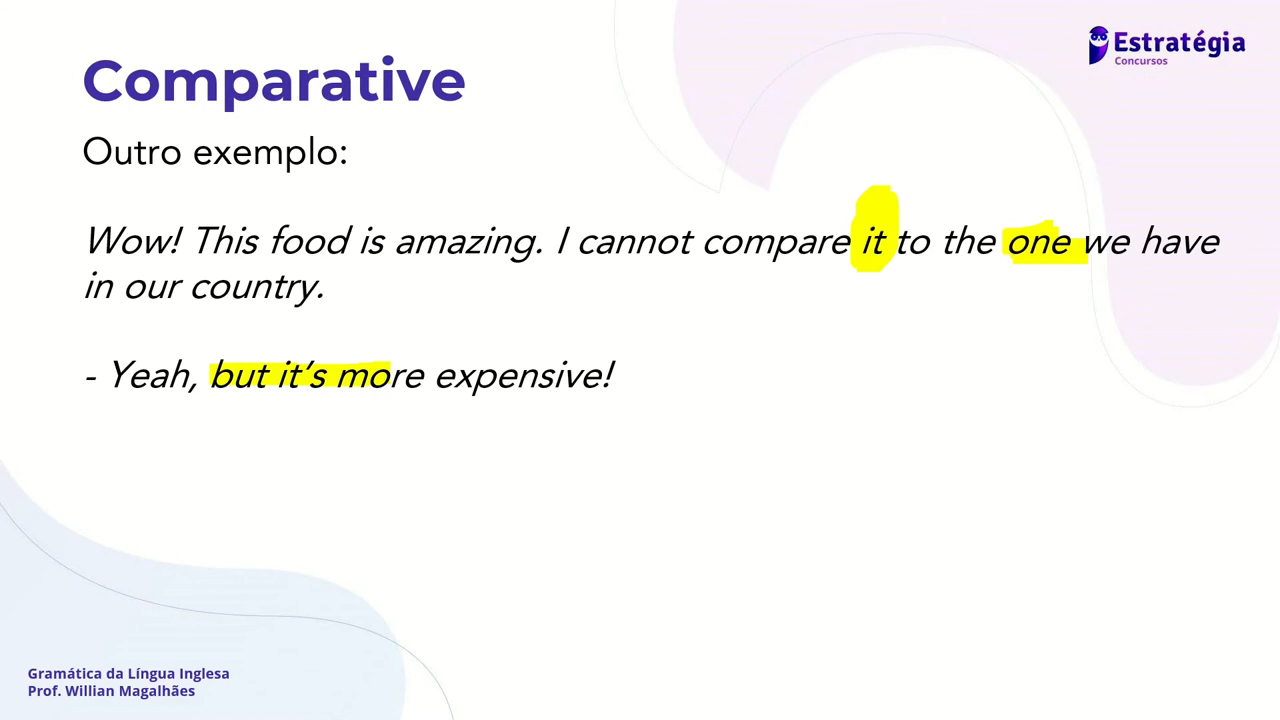 Estratégia
Concursos
Comparative
Outro exemplo:
Wow! This food is amazing. I cannot compare it to the one we have
in our country.
- Yeah, but it's more expensive!
Gramática da Língua Inglesa
Prof. Willian Magalhães